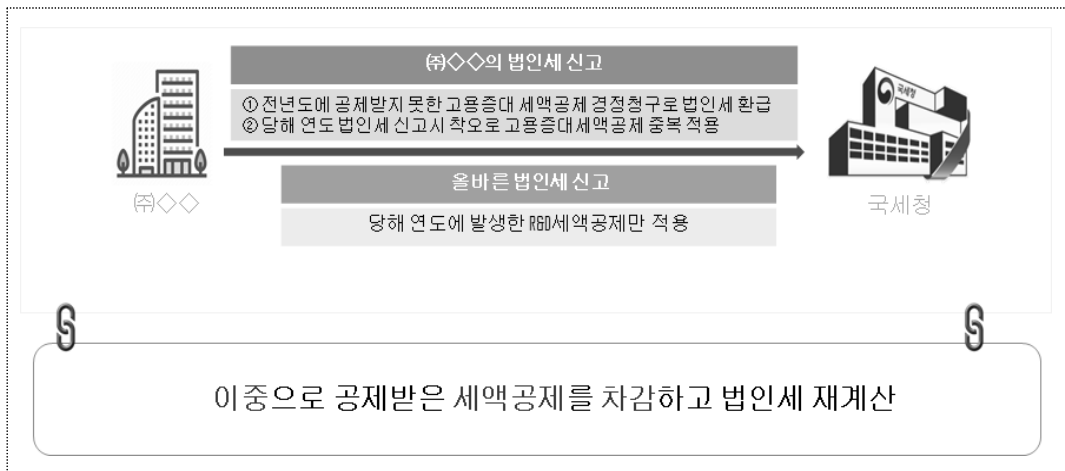 ㈜◇◇의 법인세 신고
① 전년도에 공제받지 못한 고용증대 세액공제 경정청구로 법인세 환급
② 당해 연도 법인세 신고시 착오로 고용증대세액공제 중복 적용
국세청
올바른 법인세 신고
㈜◇◇
국세청
당해 연도에 발생한 R&D세액공제만 적용
이중으로 공제받은 세액공제를 차감하고 법인세 재계산